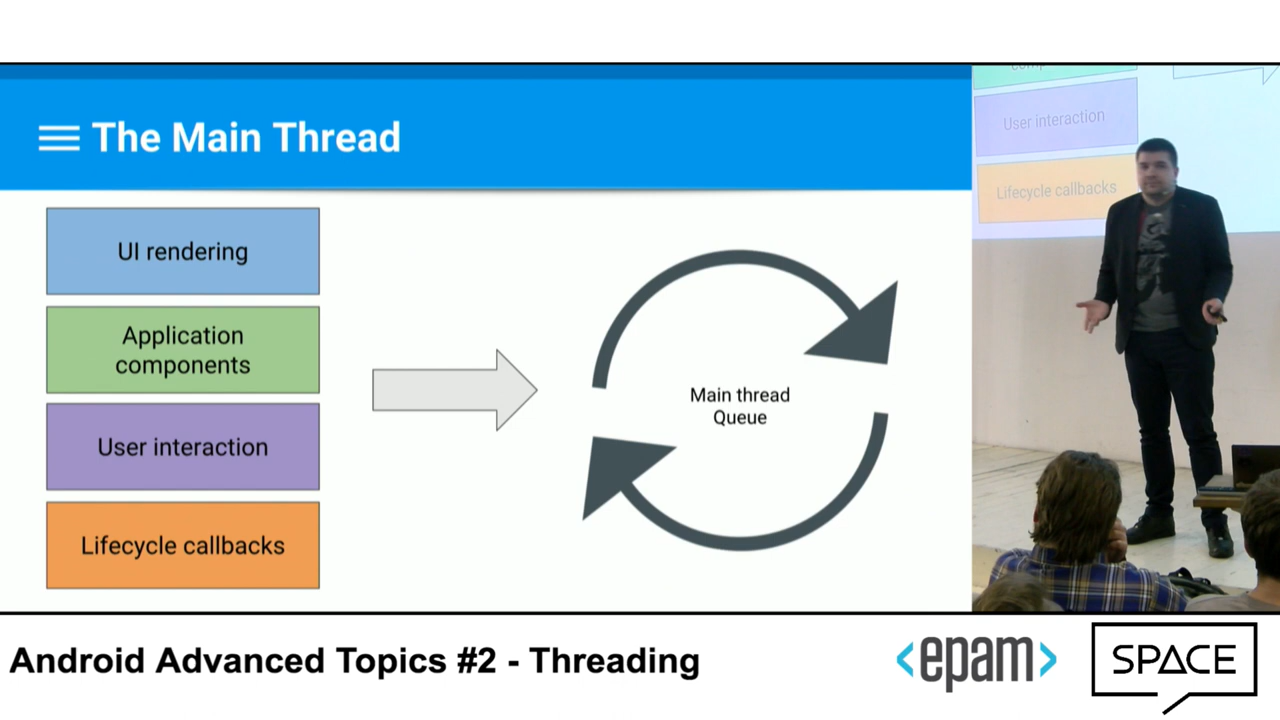 The Main Thread
UI rendering
Application
components
User interaction
Lifecycle callbacks
Main thread
Queue
User interaction
Lifecycle callbacks
Android Advanced Topics #2 - Threading
<epam>
SPACE